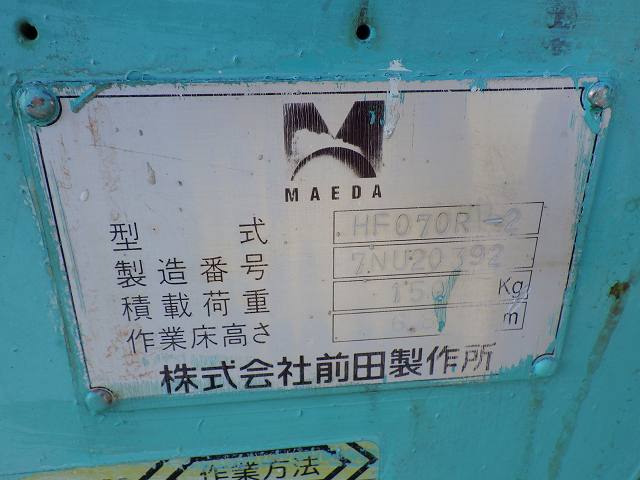 MAEDA
型式 HF070R-2
製造番号 7NU20392
積載荷重 150 Kg
作業床高さ m
株式会社前田製作所
作業方法